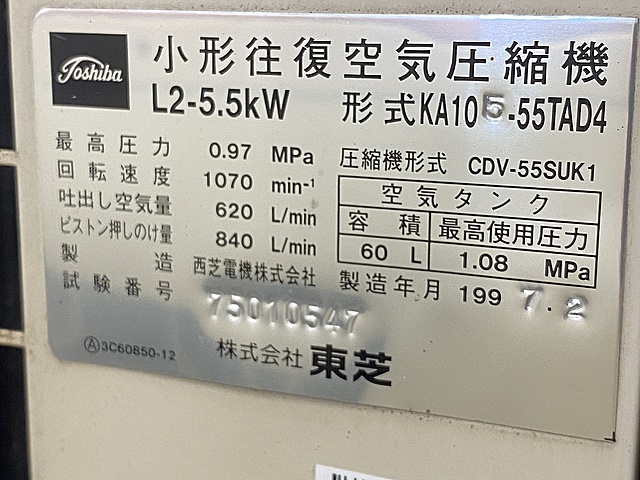 Toshiba
小形往復空気圧縮機
L2-5.5kW 形式KA105-55TAD4
最高圧力 0.97 MPa
回転速度 1070 min-1
吐出し空気量 620 L/min
ピストン押しのけ量 840 L/min
製造 西芝電機株式会社
試験番号 75010547
圧縮機形式 CDV-55SUK1
空気タンク
容積 最高使用圧力
60 L 1.08 MPa
製造年月 1997.2
Ⓐ3C60850-12
株式会社 東芝